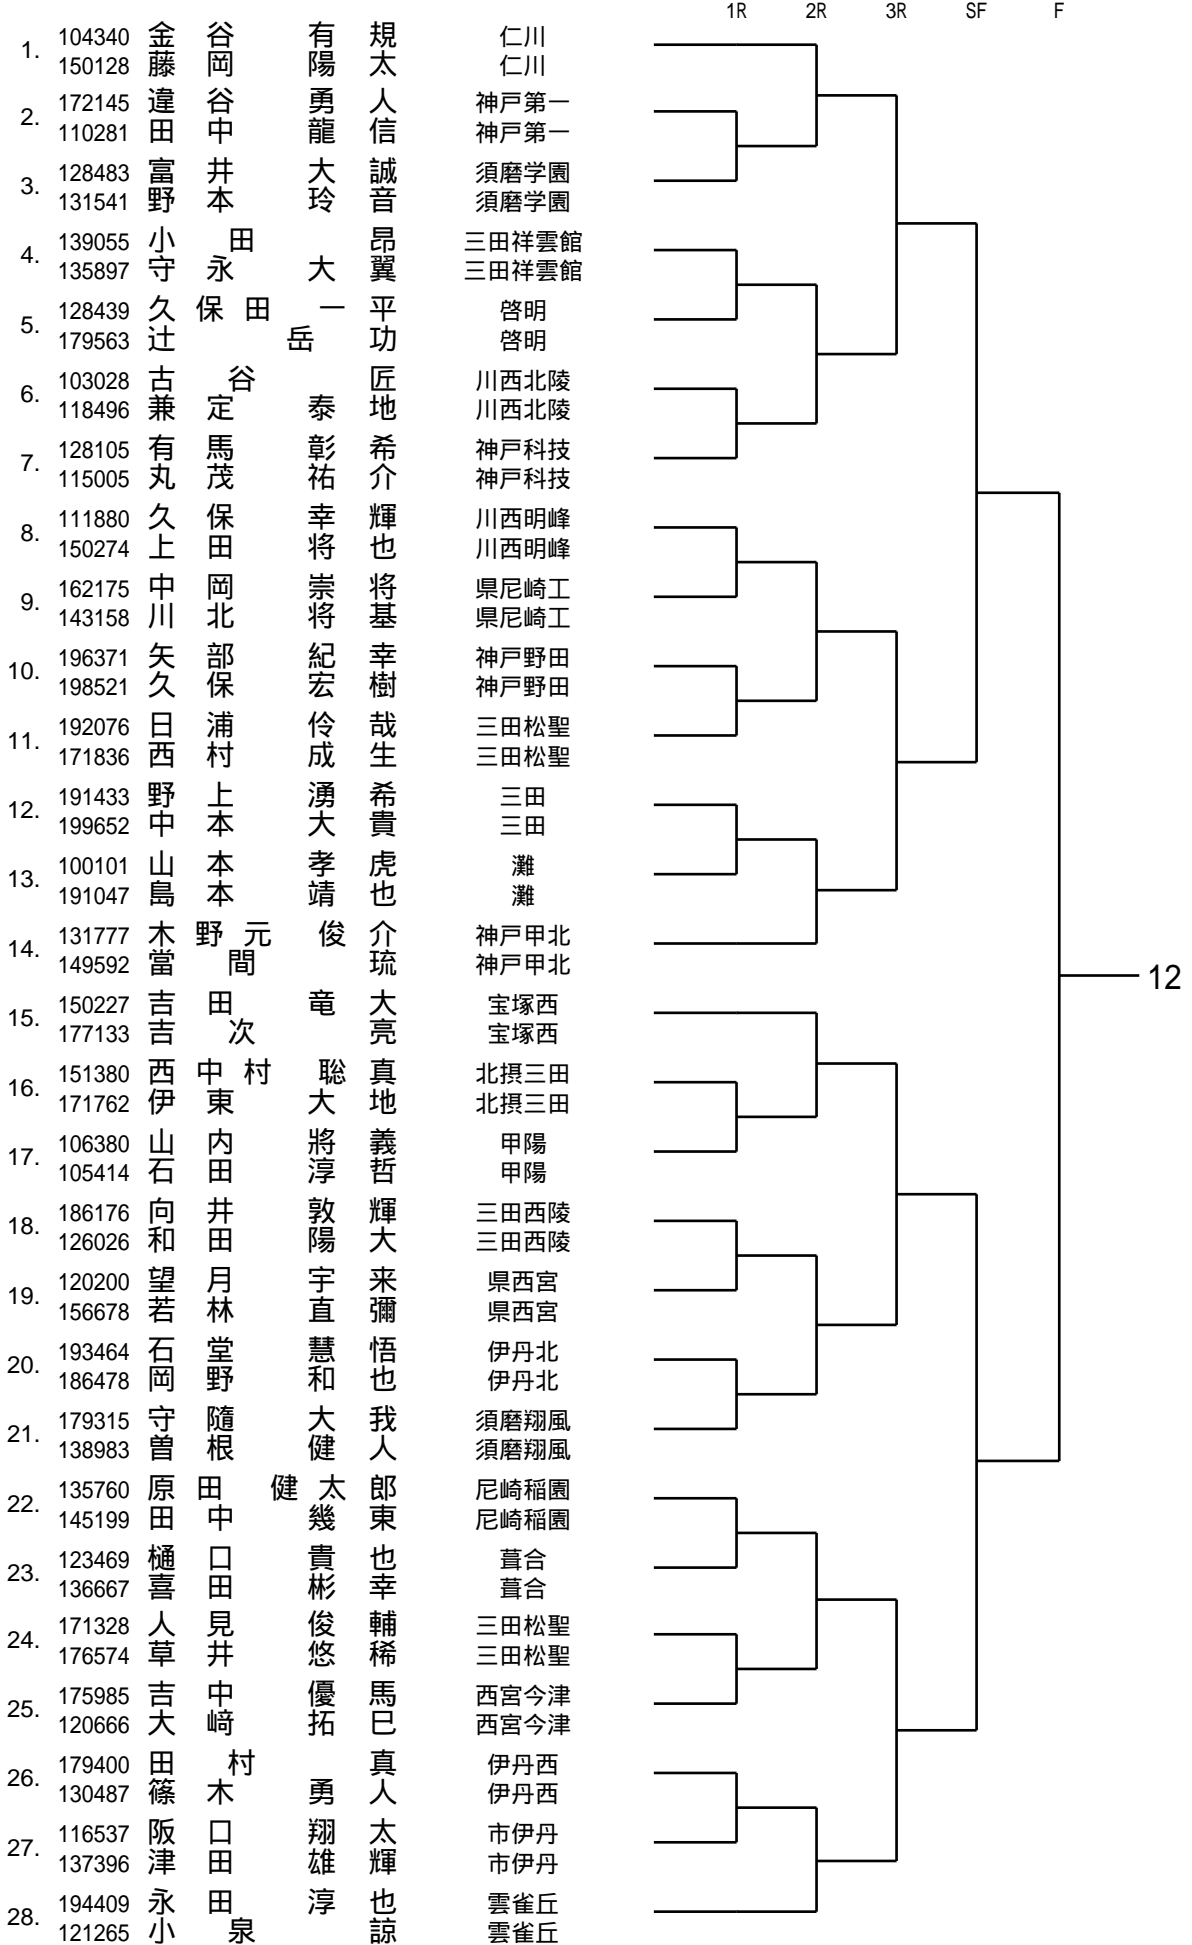 1R 2R 3R SF F
1. 104340 金谷 有規 仁川
150128 藤岡 陽太 仁川
2. 172145 違谷 勇人 神戸第一
110281 田中 龍信 神戸第一
3. 128483 富井 大誠 須磨学園
131541 野本 玲音 須磨学園
4. 139055 小田 昂 三田祥雲館
135897 守永 大翼 三田祥雲館
5. 128439 久保田 一平 啓明
179563 辻 岳功 啓明
6. 103028 古谷 匠 川西北陵
118496 兼定 泰地 川西北陵
7. 128105 有馬 彰希 神戸科技
115005 丸茂 祐介 神戸科技
8. 111880 久保 幸輝 川西明峰
150274 上田 将也 川西明峰
9. 162175 中岡 崇将 県尼崎工
143158 川北 将基 県尼崎工
10. 196371 矢部 紀幸 神戸野田
198521 久保 宏樹 神戸野田
11. 192076 日浦 伶哉 三田松聖
171836 西村 成生 三田松聖
12. 191433 野上 湧希 三田
199652 中本 大貴 三田
13. 100101 山本 孝虎 灘
191047 島本 靖也 灘
14. 131777 木野元 俊介 神戸甲北
149592 當間 琉 神戸甲北
12
15. 150227 吉田 竜大 宝塚西
177133 吉次 亮 宝塚西
16. 151380 西中村 聡真 北摂三田
171762 伊東 大地 北摂三田
17. 106380 山内 將義 甲陽
105414 石田 淳哲 甲陽
18. 186176 向井 敦輝 三田西陵
126026 和田 陽大 三田西陵
19. 120200 望月 宇来 県西宮
156678 若林 直彌 県西宮
20. 193464 石堂 慧悟 伊丹北
186478 岡野 和也 伊丹北
21. 179315 守隨 大我 須磨翔風
138983 曽根 健人 須磨翔風
22. 135760 原田 健太郎 尼崎稲園
145199 田中 幾東 尼崎稲園
23. 123469 樋口 貴也 葺合
136667 喜田 彬幸 葺合
24. 171328 人見 俊輔 三田松聖
176574 草井 悠稀 三田松聖
25. 175985 吉中 優馬 西宮今津
120666 大﨑 拓巳 西宮今津
26. 179400 田村 真 伊丹西
130487 篠木 勇人 伊丹西
27. 116537 阪口 翔太 市伊丹
137396 津田 雄輝 市伊丹
28. 194409 永田 淳也 雲雀丘
121265 小泉 諒 雲雀丘